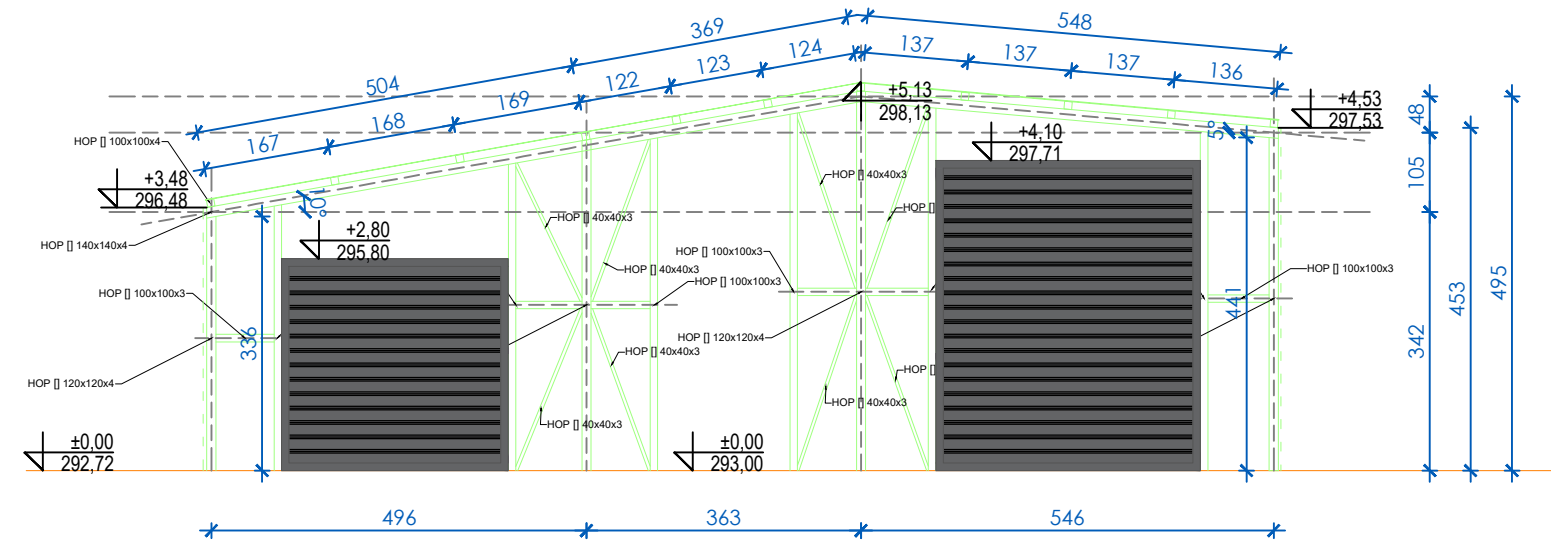 369
548
504
122
123
124
137
137
137
136
167
168
169
HOP [] 100x100x4
+5,13
298,13
+4,53
297,53
48
5°
+4,10
297,71
105
+3,48
296,48
10°
HOP [] 40x40x3
HOP []
+2,80
295,80
HOP [] 40x40x3
HOP [] 140x140x4
HOP [] 100x100x3
HOP [] 40x40x3
HOP [] 100x100x3
HOP [] 100x100x3
HOP [] 100x100x3
441
453
495
336
342
HOP [] 120x120x4
HOP [] 40x40x3
HOP []
HOP [] 120x120x4
HOP [] 40x40x3
HOP [] 40x40x3
±0,00
292,72
±0,00
293,00
496
363
546